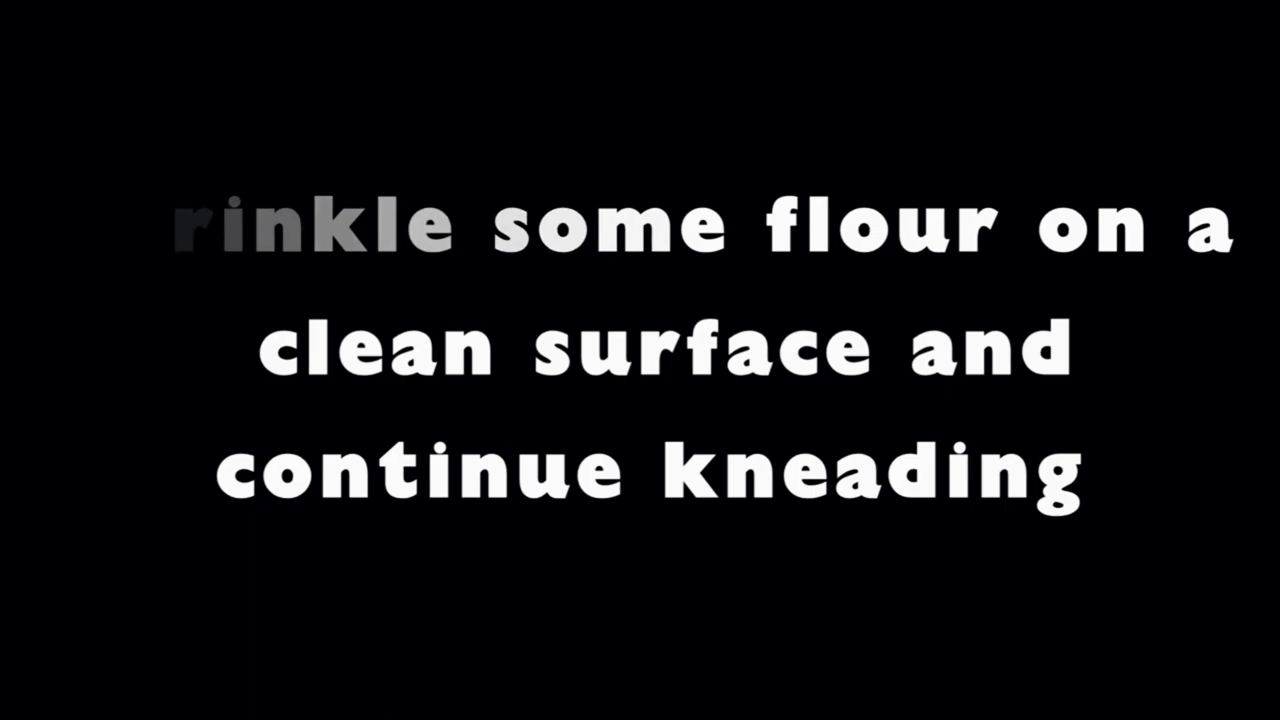 rinkle some flour on a
clean surface and
continue kneading